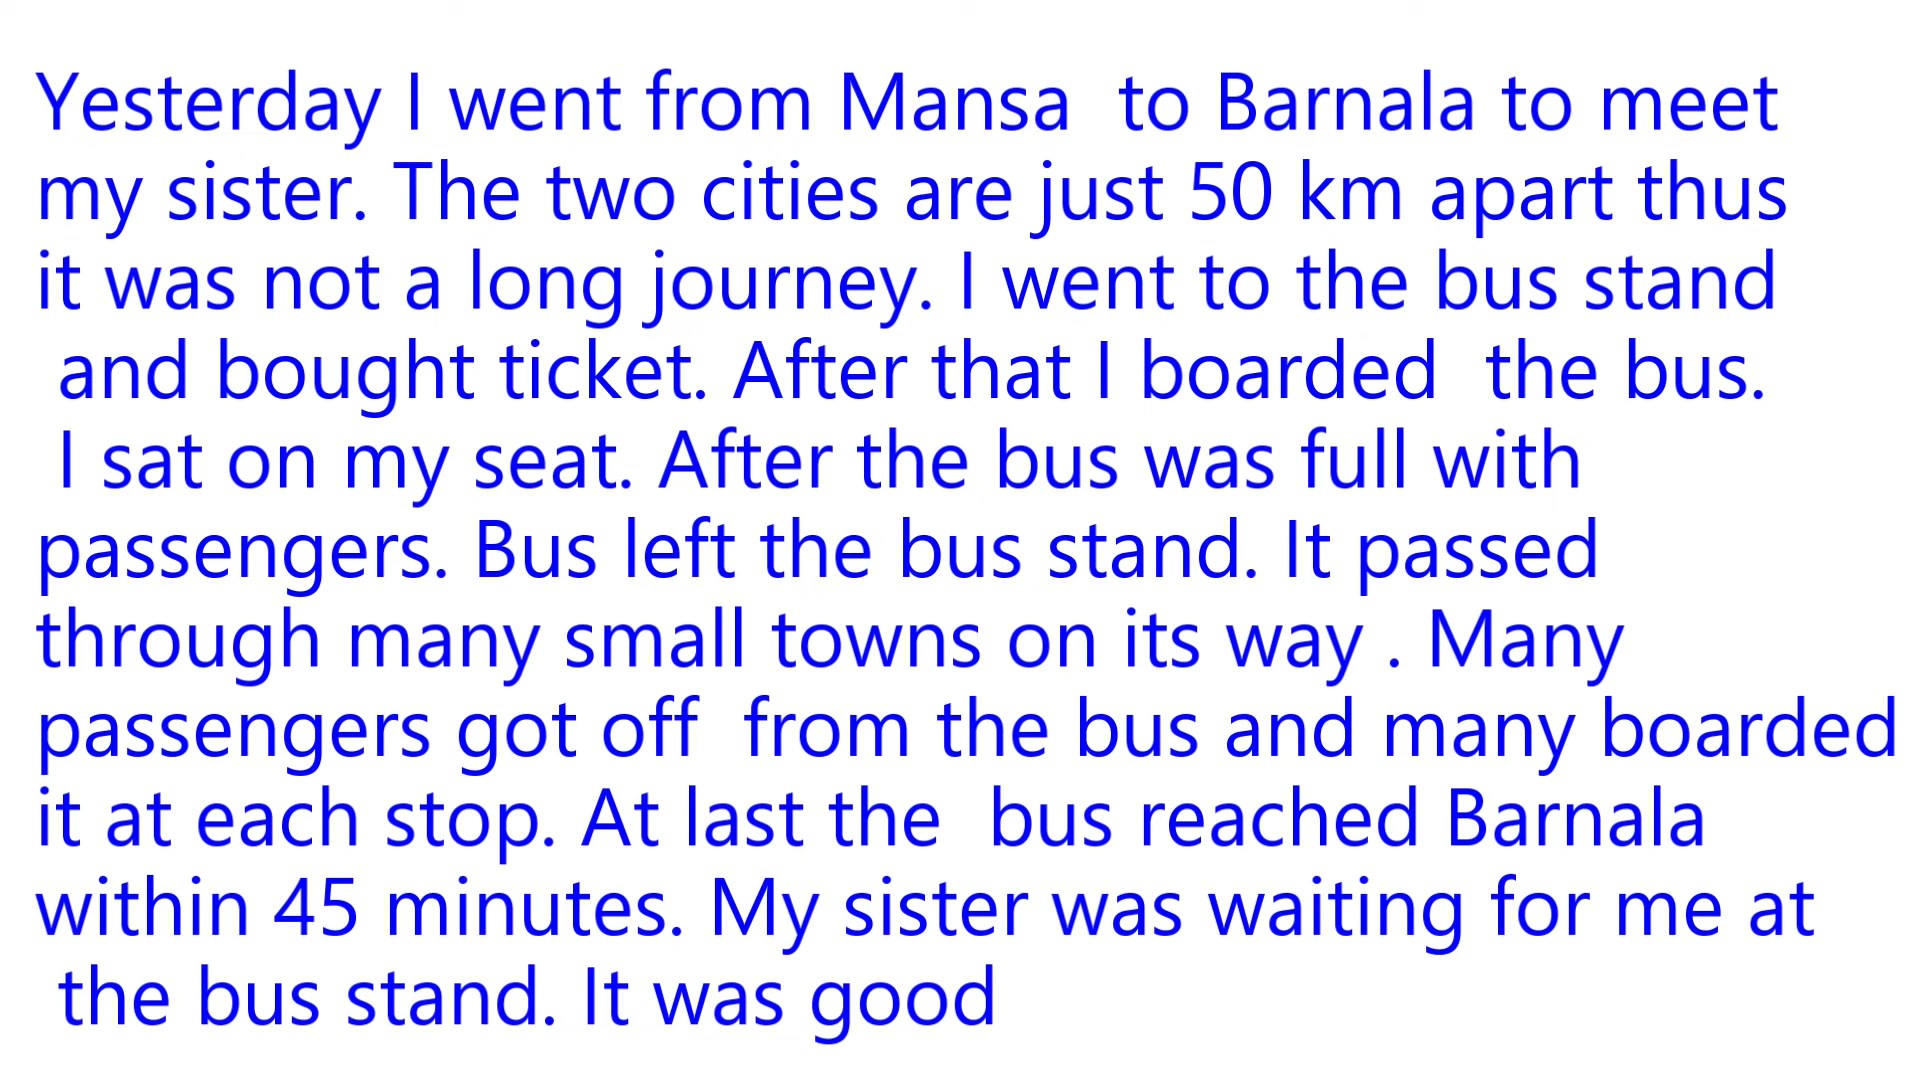 Yesterday I went from Mansa  to Barnala to meet
my sister. The two cities are just 50 km apart thus
it was not a long journey. I went to the bus stand
and bought ticket. After that I boarded  the bus.
I sat on my seat. After the bus was full with
passengers. Bus left the bus stand. It passed
through many small towns on its way . Many
passengers got off  from the bus and many boarded
it at each stop. At last the  bus reached Barnala
within 45 minutes. My sister was waiting for me at
the bus stand. It was good